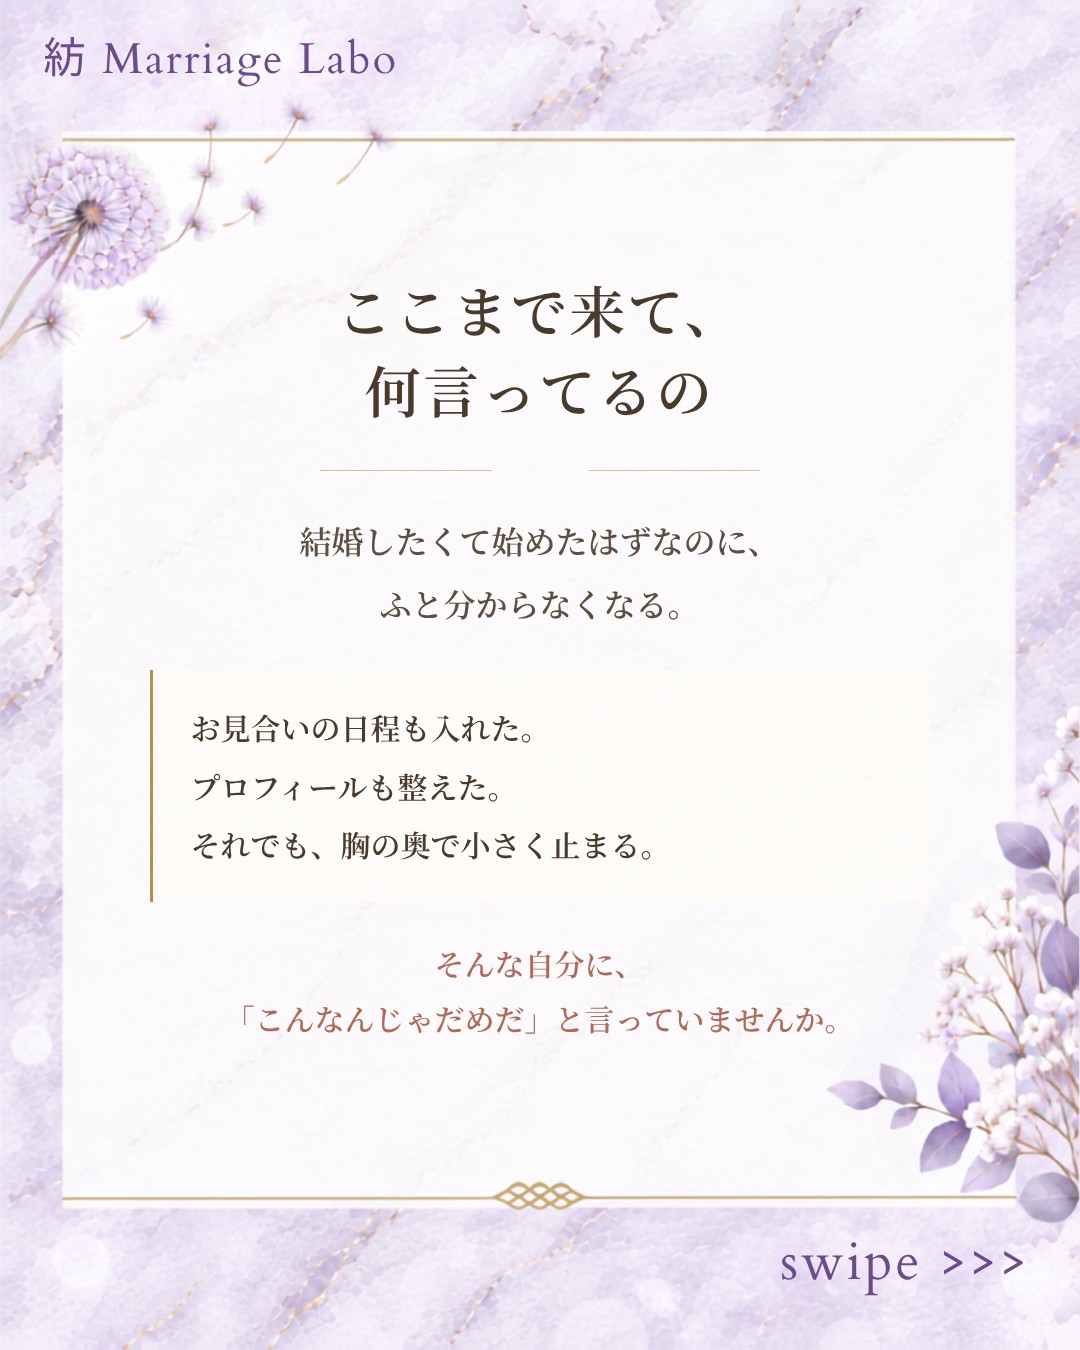 紡 Marriage Labo
ここまで来て、
何言ってるの
結婚したくて始めたはずなのに、
ふと分からなくなる。
お見合いの日程も入れた。
プロフィールも整えた。
それでも、胸の奥で小さく止まる。
そんな自分に、
「こんなんじゃだめだ」と言っていませんか。
swipe >>>